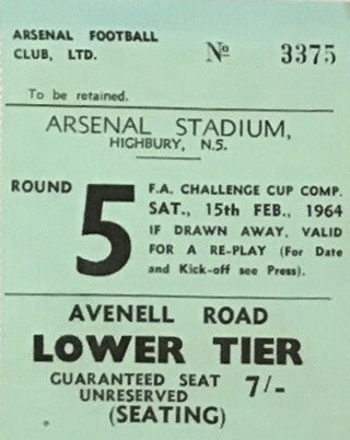 ARSENAL FOOTBALL
CLUB, LTD.
Nº 3375
To be retained.
ARSENAL STADIUM,
HIGHBURY, N.5.
ROUND 5
F.A. CHALLENGE CUP COMP.
SAT., 15TH FEB., 1964
IF DRAWN AWAY, VALID
FOR A RE-PLAY (For Date
and Kick-off see Press).
AVENELL ROAD
LOWER TIER
GUARANTEED SEAT
UNRESERVED
7/-
(SEATING)